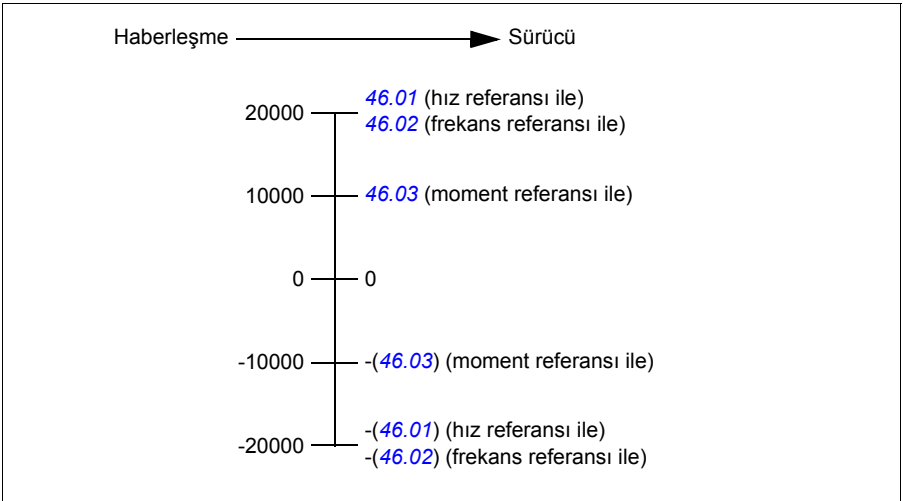 Haberleşme Sürücü
46.01 (hız referansı ile)
20000 46.02 (frekans referansı ile)
10000 46.03 (moment referansı ile)
0 0
-10000 -(46.03) (moment referansı ile)
-(46.01) (hız referansı ile)
-20000 -(46.02) (frekans referansı ile)